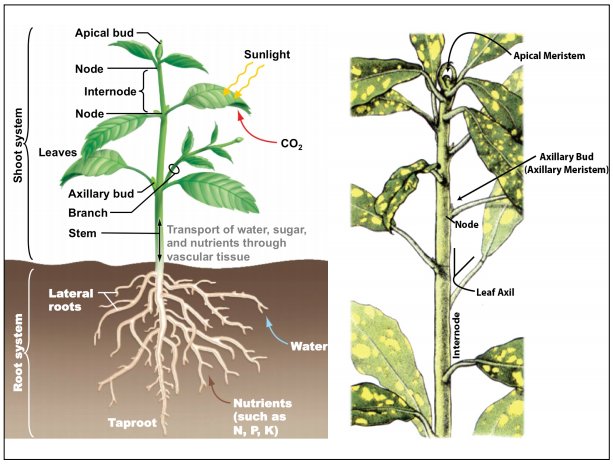 Apical bud
Node
Internode
Node
Sunlight
CO2
Leaves
Axillary bud
Branch
Stem
Transport of water, sugar,
and nutrients through
vascular tissue
Shoot system
Root system
Lateral
roots
Water
Taproot
Nutrients
(such as
N, P, K)
Apical Meristem
Axillary Bud
(Axillary Meristem)
Node
Leaf Axil
Internode